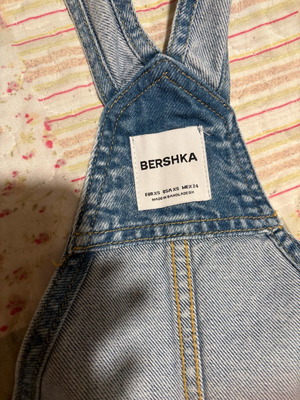 BERSHKA
EUR XS USA XS MEX 24
MADE IN BANGLADESH